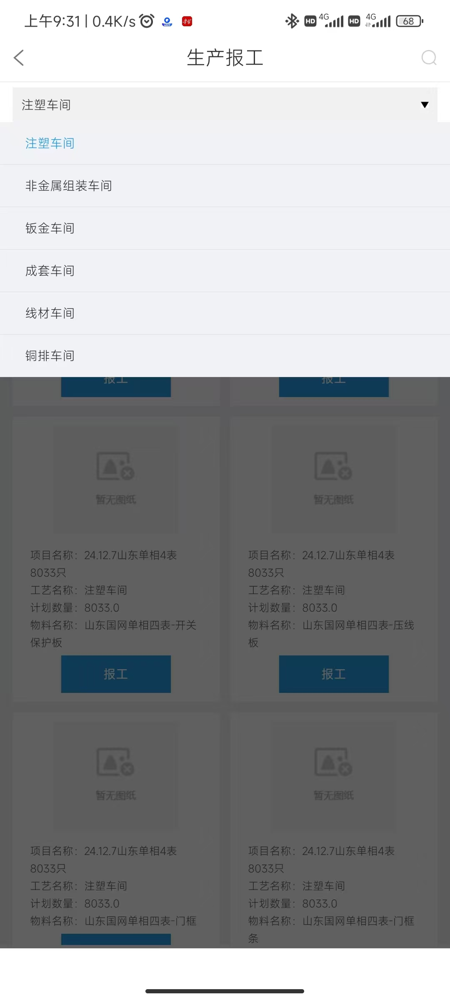 上午9:31 | 0.4K/s
HD 4G HD 4G 68
生产报工
注塑车间
注塑车间
非金属组装车间
钣金车间
成套车间
线材车间
铜排车间
报工 报工
暂无图纸 暂无图纸
项目名称：24.12.7山东单相4表 项目名称：24.12.7山东单相4表
8033只 8033只
工艺名称：注塑车间 工艺名称：注塑车间
计划数量：8033.0 计划数量：8033.0
物料名称：山东国网单相四表-开关 物料名称：山东国网单相四表-压线
保护板 板
报工 报工
暂无图纸 暂无图纸
项目名称：24.12.7山东单相4表 项目名称：24.12.7山东单相4表
8033只 8033只
工艺名称：注塑车间 工艺名称：注塑车间
计划数量：8033.0 计划数量：8033.0
物料名称：山东国网单相四表-门框 物料名称：山东国网单相四表-门框
条